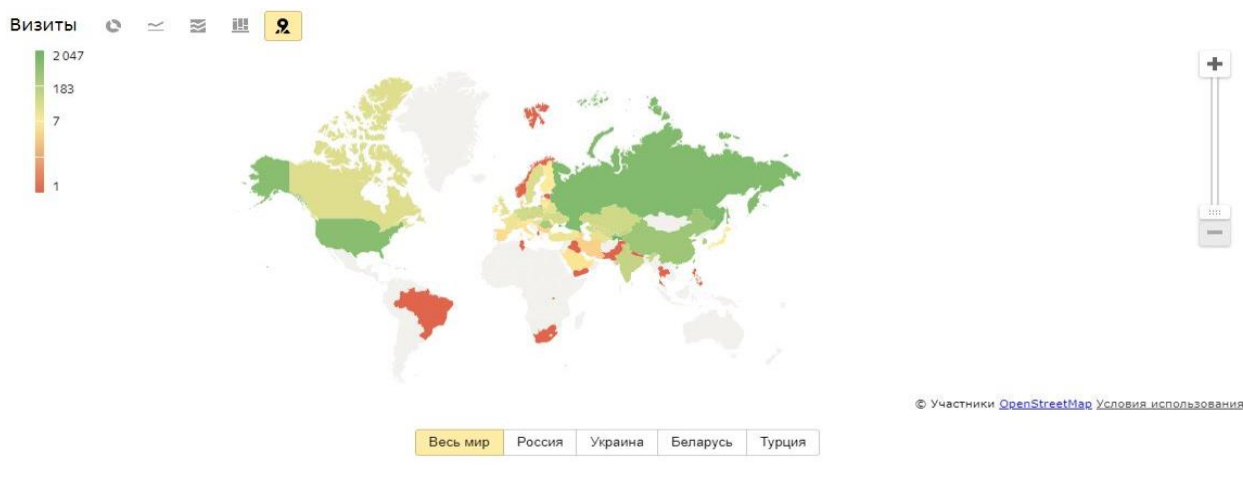 Визиты
2 047
183
7
1
© Участники OpenStreetMap Условия использования
Весь мир Россия Украина Беларусь Турция